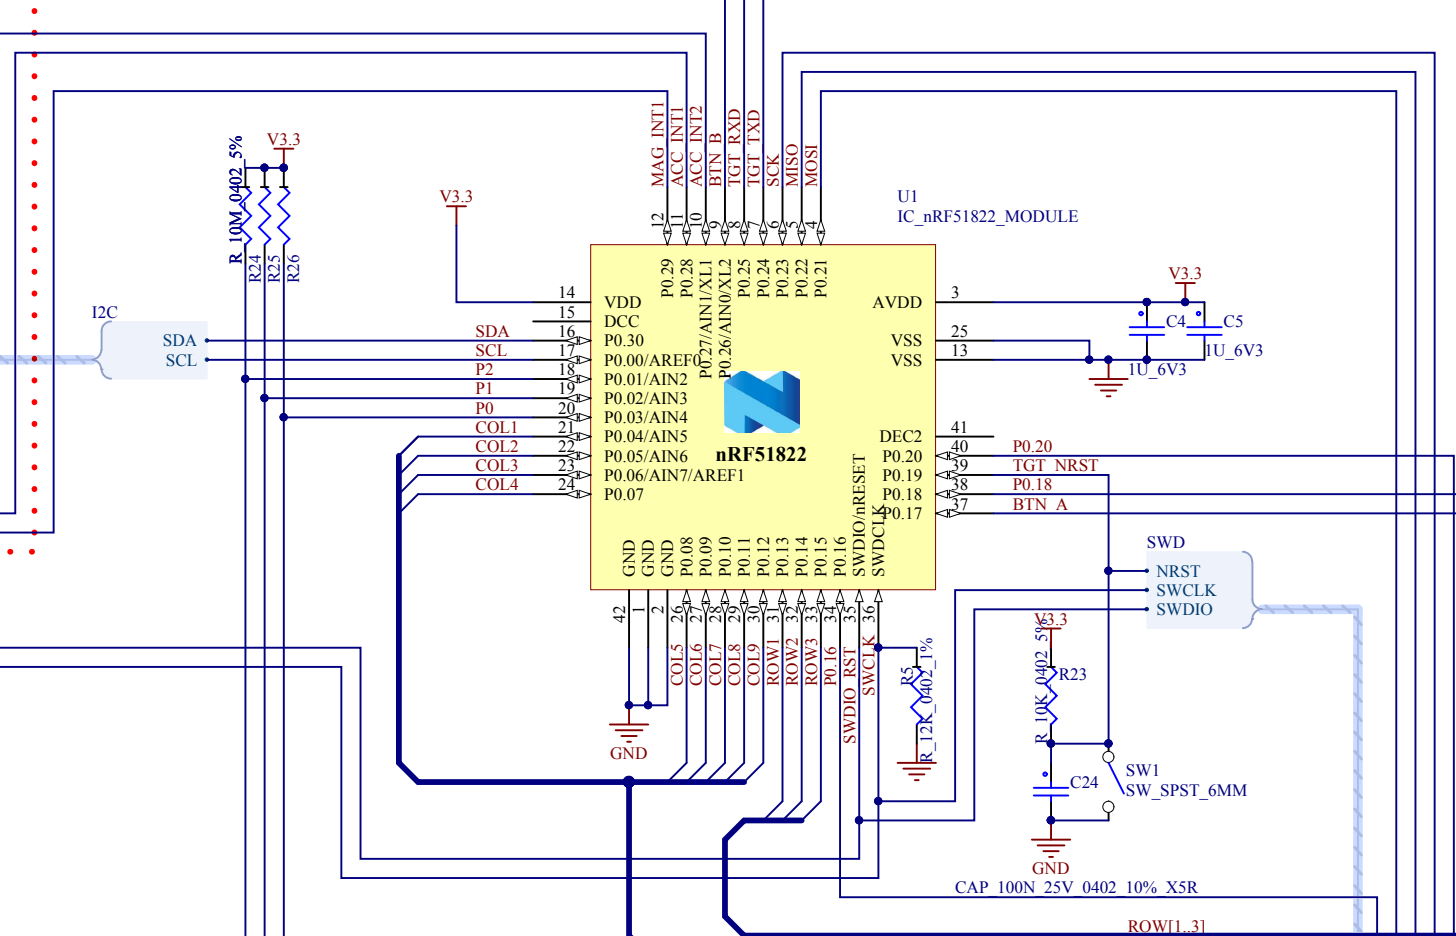 MAG_INT1
ACC_INT1
ACC_INT2
BTN_B
TGT_RXD
TGT_TXD
SCK
MISO
MOSI
12
11
10
9
8
7
6
5
4
V3.3
R_10M_0402_5%
R24
R25
R26
V3.3
U1
IC_nRF51822_MODULE
P0.29
P0.28
P0.27/AIN1/XL1
P0.26/AIN0/XL2
P0.25
P0.24
P0.23
P0.22
P0.21
I2C
SDA
SCL
14
VDD
15
DCC
SDA
16
P0.30
SCL
17
P0.00/AREF0
P2
18
P0.01/AIN2
P1
19
P0.02/AIN3
P0
20
P0.03/AIN4
COL1
21
P0.04/AIN5
COL2
22
P0.05/AIN6
COL3
23
P0.06/AIN7/AREF1
COL4
24
P0.07
nRF51822
AVDD
3
VSS
25
VSS
13
V3.3
C4
C5
1U_6V3
1U_6V3
DEC2
41
P0.20
40
P0.20
P0.19
39
TGT_NRST
P0.18
38
P0.18
P0.17
37
BTN_A
SWDIO/nRESET
SWDCLK
GND
GND
GND
P0.08
P0.09
P0.10
P0.11
P0.12
P0.13
P0.14
P0.15
P0.16
42
1
2
26
27
28
29
30
31
32
33
34
35
36
COL5
COL6
COL7
COL8
COL9
ROW1
ROW2
ROW3
P0.16
SWDIO_RST
SWCLK
GND
R5
R_12K_0402_1%
SWD
NRST
SWCLK
SWDIO
V3.3
R_10K_0402_5%
R23
C24
SW1
SW_SPST_6MM
GND
CAP_100N_25V_0402_10%_X5R
ROW[1..3]